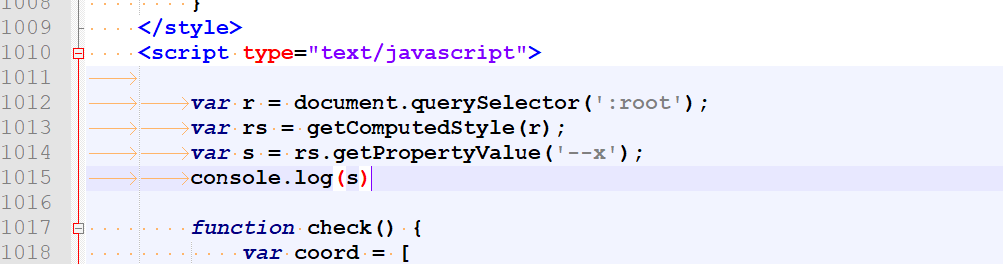 1008 }
1009 </style>
1010 <script type="text/javascript">
1011
1012 var r = document.querySelector(':root');
1013 var rs = getComputedStyle(r);
1014 var s = rs.getPropertyValue('--x');
1015 console.log(s)
1016
1017 function check() {
1018 var coord = [